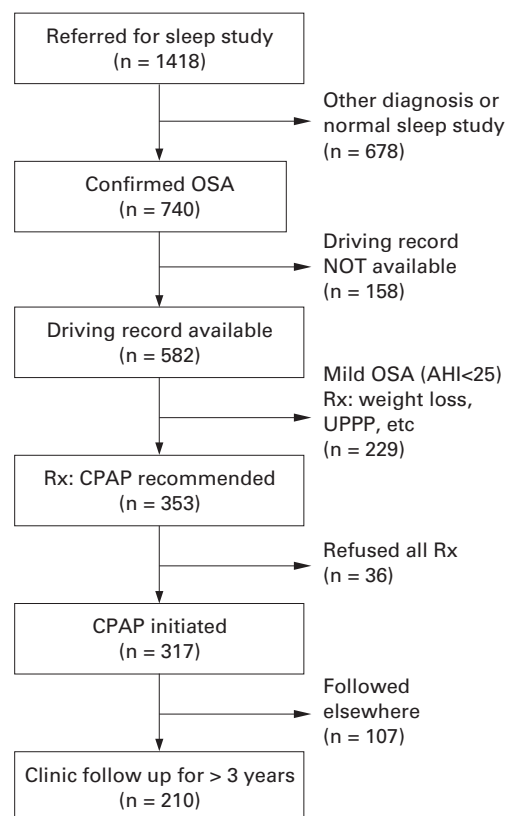 Referred for sleep study
(n = 1418)
Other diagnosis or
normal sleep study
(n = 678)
Confirmed OSA
(n = 740)
Driving record
NOT available
(n = 158)
Driving record available
(n = 582)
Mild OSA (AHI<25)
Rx: weight loss,
UPPP, etc
(n = 229)
Rx: CPAP recommended
(n = 353)
Refused all Rx
(n = 36)
CPAP initiated
(n = 317)
Followed
elsewhere
(n = 107)
Clinic follow up for > 3 years
(n = 210)